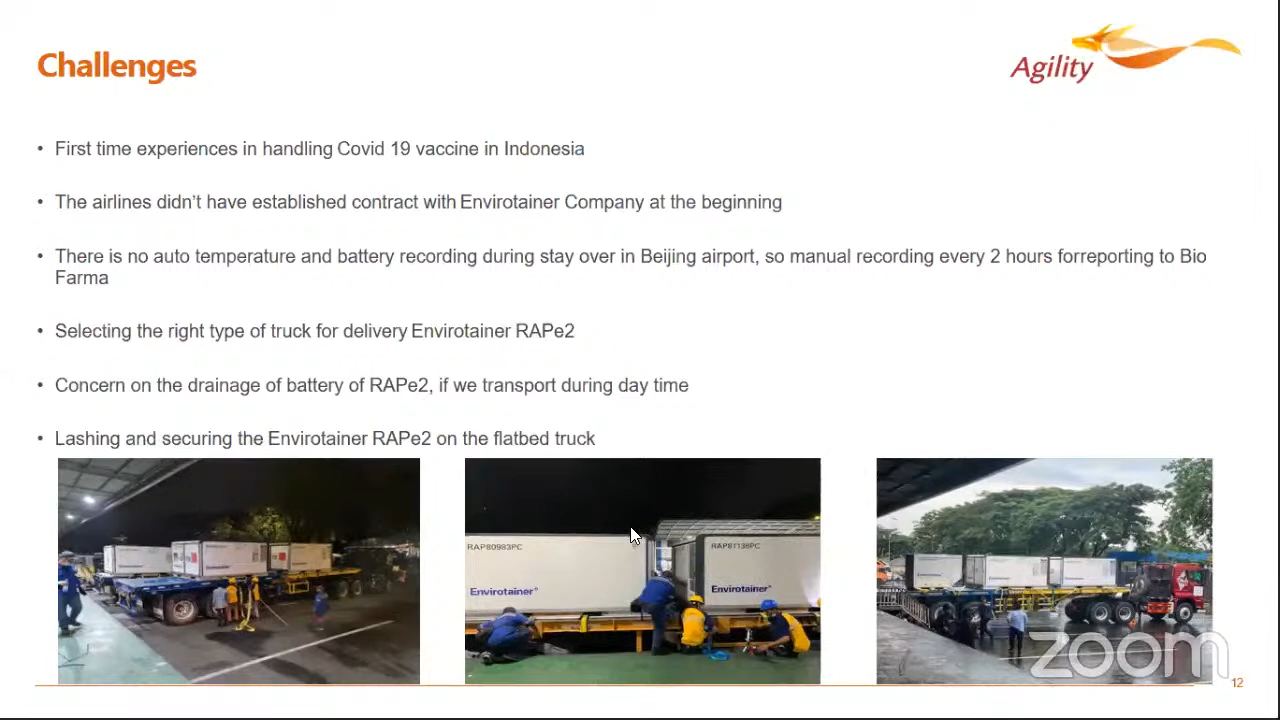 Challenges
Agility
• First time experiences in handling Covid 19 vaccine in Indonesia
• The airlines didn't have established contract with Envirotainer Company at the beginning
• There is no auto temperature and battery recording during stay over in Beijing airport, so manual recording every 2 hours forreporting to Bio
Farma
• Selecting the right type of truck for delivery Envirotainer RAPe2
• Concern on the drainage of battery of RAPe2, if we transport during day time
• Lashing and securing the Envirotainer RAPe2 on the flatbed truck
RAP80983PC
RAP81138PC
Envirotainer
Envirotainer
zoom
12